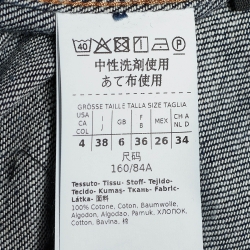 40 P
中性洗剤使用
あて布使用
GRÖSSE TAILLE TALLA SIZE TAGLIA
USA CA CO I J GB F B MEX CH A NL D
4 38 6 36 26 34
尺码
160/84A
Tessuto- Tissu- Stoff- Tejido-
Tecido- Kumaş- Ткань- Fabric-
Látka- 面料
100% Cotone, Coton, Baumwolle,
Algodon, Algodao, Pamuk, ХЛОПОК,
Cotton, Bavlna, 棉